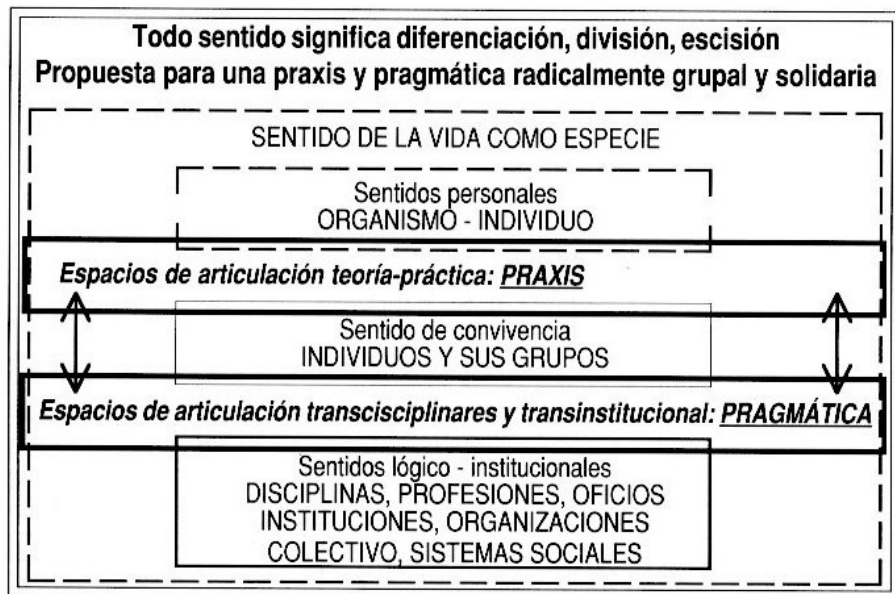 Todo sentido significa diferenciación, división, escisión
Propuesta para una praxis y pragmática radicalmente grupal y solidaria
SENTIDO DE LA VIDA COMO ESPECIE
Sentidos personales
ORGANISMO - INDIVIDUO
Espacios de articulación teoría-práctica: PRAXIS
Sentido de convivencia
INDIVIDUOS Y SUS GRUPOS
Espacios de articulación transcisciplinares y transinstitucional: PRAGMÁTICA
Sentidos lógico - institucionales
DISCIPLINAS, PROFESIONES, OFICIOS
INSTITUCIONES, ORGANIZACIONES
COLECTIVO, SISTEMAS SOCIALES